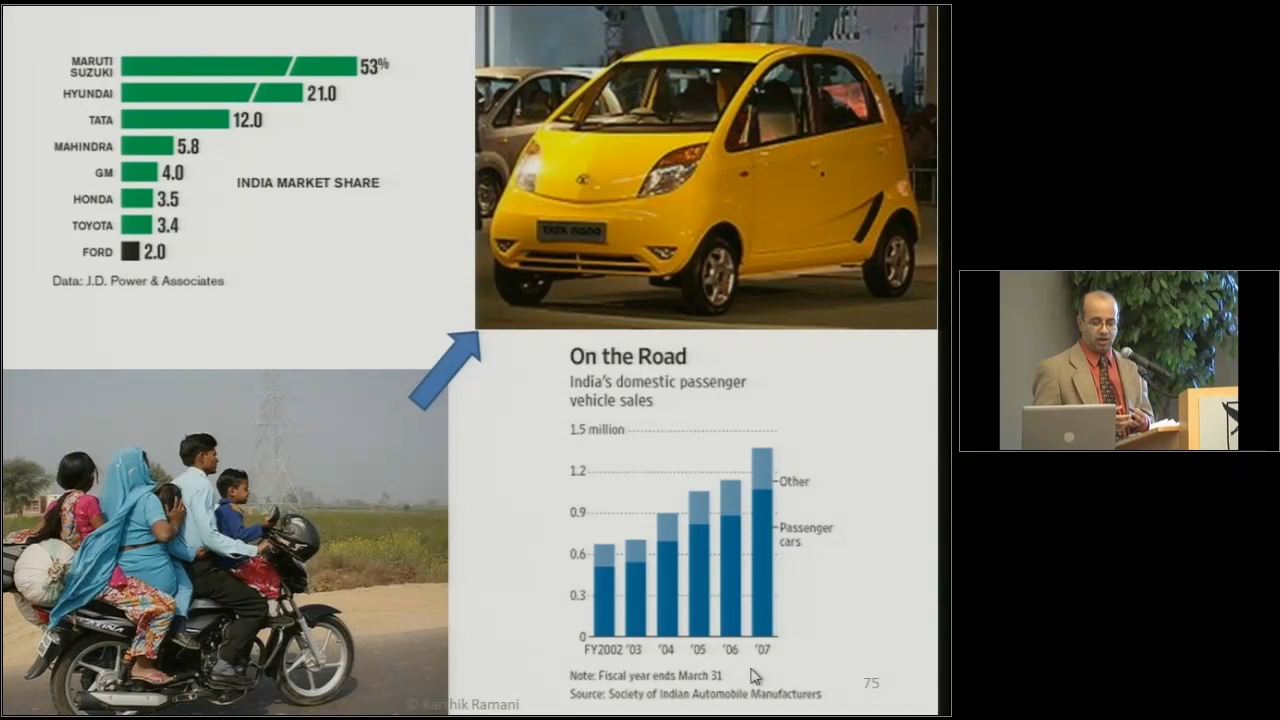 MARUTI
SUZUKI
53%
HYUNDAI 21.0
TATA 12.0
MAHINDRA 5.8
GM 4.0
HONDA 3.5
TOYOTA 3.4
FORD 2.0
INDIA MARKET SHARE
Data: J.D. Power & Associates
TATA nano
On the Road
India's domestic passenger
vehicle sales
1.5 million
1.2
0.9
0.6
0.3
0
Other
Passenger
cars
FY2002 '03 '04 '05 '06 '07
Note: Fiscal year ends March 31
Source: Society of Indian Automobile Manufacturers
75
© Karthik Ramani